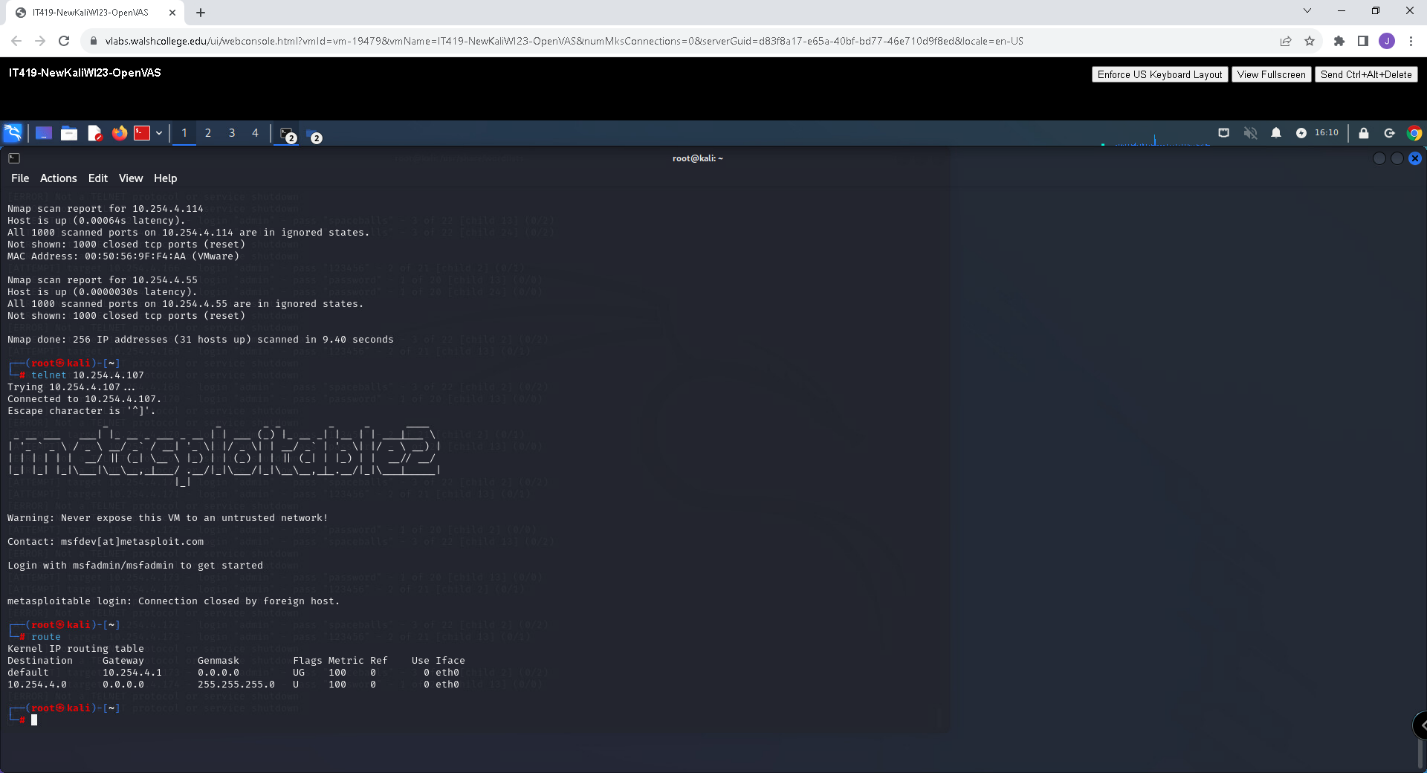 IT419-NewKaliWI23-OpenVAS
vlabs.walshcollege.edu/ui/webconsole.html?vmId=vm-19479&vmName=IT419-NewKaliWI23-OpenVAS&numMksConnections=0&serverGuid=d83f8a17-e65a-40bf-bd77-46e710d9f8ed&locale=en-US
J
IT419-NewKaliWI23-OpenVAS
Enforce US Keyboard Layout View Fullscreen Send Ctrl+Alt+Delete
1 2 3 4 2 2 16:10
root@kali: ~
File Actions Edit View Help
Nmap scan report for 10.254.4.114
Host is up (0.00064s latency).
All 1000 scanned ports on 10.254.4.114 are in ignored states.
Not shown: 1000 closed tcp ports (reset)
MAC Address: 00:50:56:9F:F4:AA (VMware)
Nmap scan report for 10.254.4.55
Host is up (0.0000030s latency).
All 1000 scanned ports on 10.254.4.55 are in ignored states.
Not shown: 1000 closed tcp ports (reset)
Nmap done: 256 IP addresses (31 hosts up) scanned in 9.40 seconds
┌──(root㉿kali)-[~]
└─# telnet 10.254.4.107
Trying 10.254.4.107...
Connected to 10.254.4.107.
Escape character is '^]'.
metasploitable2
Warning: Never expose this VM to an untrusted network!
Contact: msfdev[at]metasploit.com
Login with msfadmin/msfadmin to get started
metasploitable login: Connection closed by foreign host.
┌──(root㉿kali)-[~]
└─# route
Kernel IP routing table
Destination Gateway Genmask Flags Metric Ref Use Iface
default 10.254.4.1 0.0.0.0 UG 100 0 0 eth0
10.254.4.0 0.0.0.0 255.255.255.0 U 100 0 0 eth0
┌──(root㉿kali)-[~]
└─#